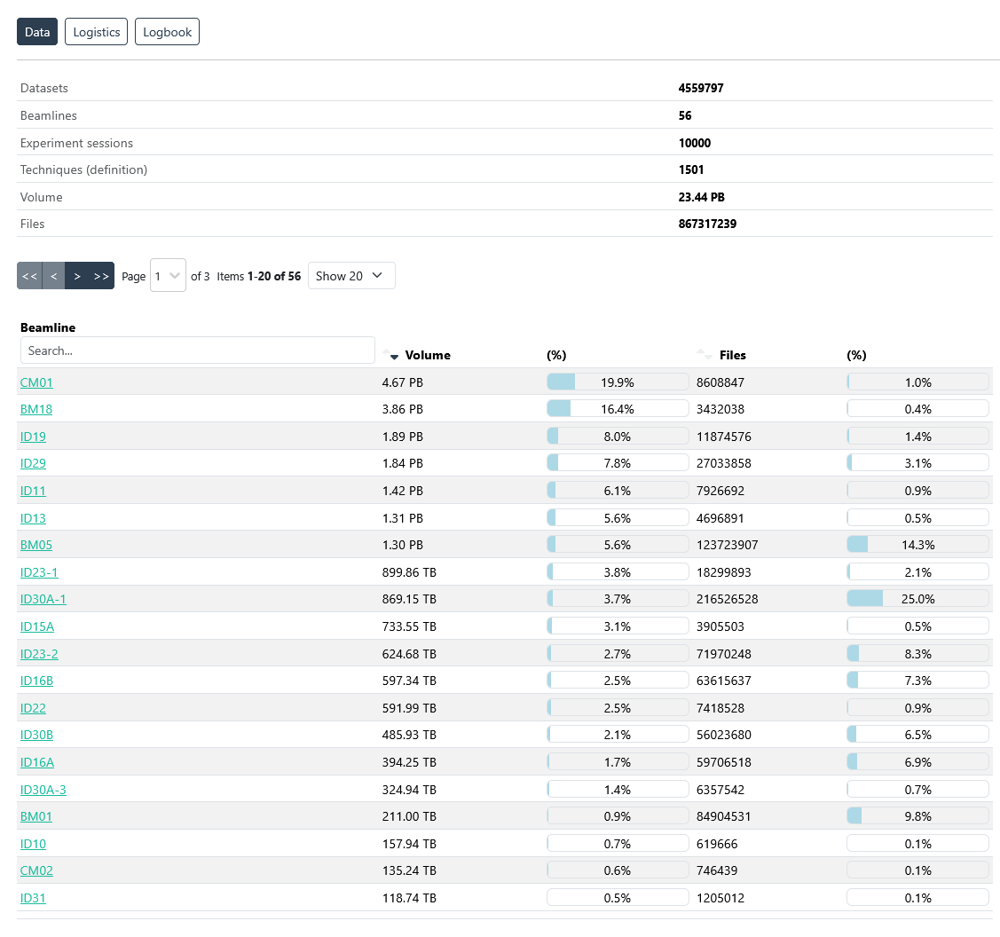 Data Logistics Logbook
Datasets 4559797
Beamlines 56
Experiment sessions 10000
Techniques (definition) 1501
Volume 23.44 PB
Files 867317239
<< < > >> Page 1 of 3 Items 1-20 of 56 Show 20
Beamline
Search...
Volume (%) Files (%)
CM01 4.67 PB 19.9% 8608847 1.0%
BM18 3.86 PB 16.4% 3432038 0.4%
ID19 1.89 PB 8.0% 11874576 1.4%
ID29 1.84 PB 7.8% 27033858 3.1%
ID11 1.42 PB 6.1% 7926692 0.9%
ID13 1.31 PB 5.6% 4696891 0.5%
BM05 1.30 PB 5.6% 123723907 14.3%
ID23-1 899.86 TB 3.8% 18299893 2.1%
ID30A-1 869.15 TB 3.7% 216526528 25.0%
ID15A 733.55 TB 3.1% 3905503 0.5%
ID23-2 624.68 TB 2.7% 71970248 8.3%
ID16B 597.34 TB 2.5% 63615637 7.3%
ID22 591.99 TB 2.5% 7418528 0.9%
ID30B 485.93 TB 2.1% 56023680 6.5%
ID16A 394.25 TB 1.7% 59706518 6.9%
ID30A-3 324.94 TB 1.4% 6357542 0.7%
BM01 211.00 TB 0.9% 84904531 9.8%
ID10 157.94 TB 0.7% 619666 0.1%
CM02 135.24 TB 0.6% 746439 0.1%
ID31 118.74 TB 0.5% 1205012 0.1%